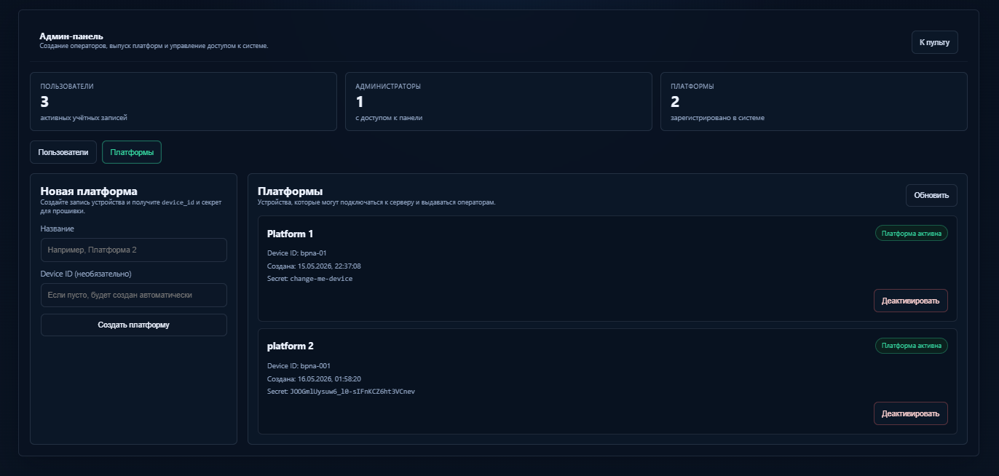 Админ-панель
Создание операторов, выпуск платформ и управление доступом к системе.
К пульту
ПОЛЬЗОВАТЕЛИ
3
активных учётных записей
АДМИНИСТРАТОРЫ
1
с доступом к панели
ПЛАТФОРМЫ
2
зарегистрировано в системе
Пользователи
Платформы
Новая платформа
Создайте запись устройства и получите device_id и секрет
для прошивки.
Название
Например, Платформа 2
Device ID (необязательно)
Если пусто, будет создан автоматически
Создать платформу
Платформы
Устройства, которые могут подключаться к серверу и выдаваться операторам.
Обновить
Platform 1
Платформа активна
Device ID: bpna-01
Создана: 15.05.2026, 22:37:08
Secret: change-me-device
Деактивировать
platform 2
Платформа активна
Device ID: bpna-001
Создана: 16.05.2026, 01:58:20
Secret: JOOGmlUysuw6_l0-sIFnKCZ6ht3VCnev
Деактивировать